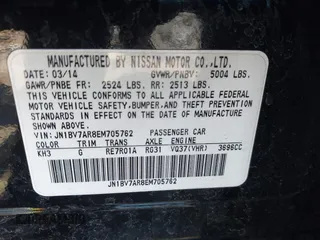 MANUFACTURED BY NISSAN MOTOR CO.,LTD.
DATE: 03/14 GVWR/PNBV: 5004 LBS.
GAWR/PNBE FR: 2524 LBS. RR: 2513 LBS.
THIS VEHICLE CONFORMS TO ALL APPLICABLE FEDERAL
MOTOR VEHICLE SAFETY, BUMPER, AND THEFT PREVENTION
STANDARDS IN EFFECT ON THE DATE OF MANUFACTURE
SHOWN ABOVE.
VIN : JN1BV7AR8EM705762 PASSENGER CAR
COLOR TRIM TRANS AXLE ENGINE
KH3 G RE7R01A RG31 VQ37(VHR) 3696CC
JN1BV7AR8EM705762